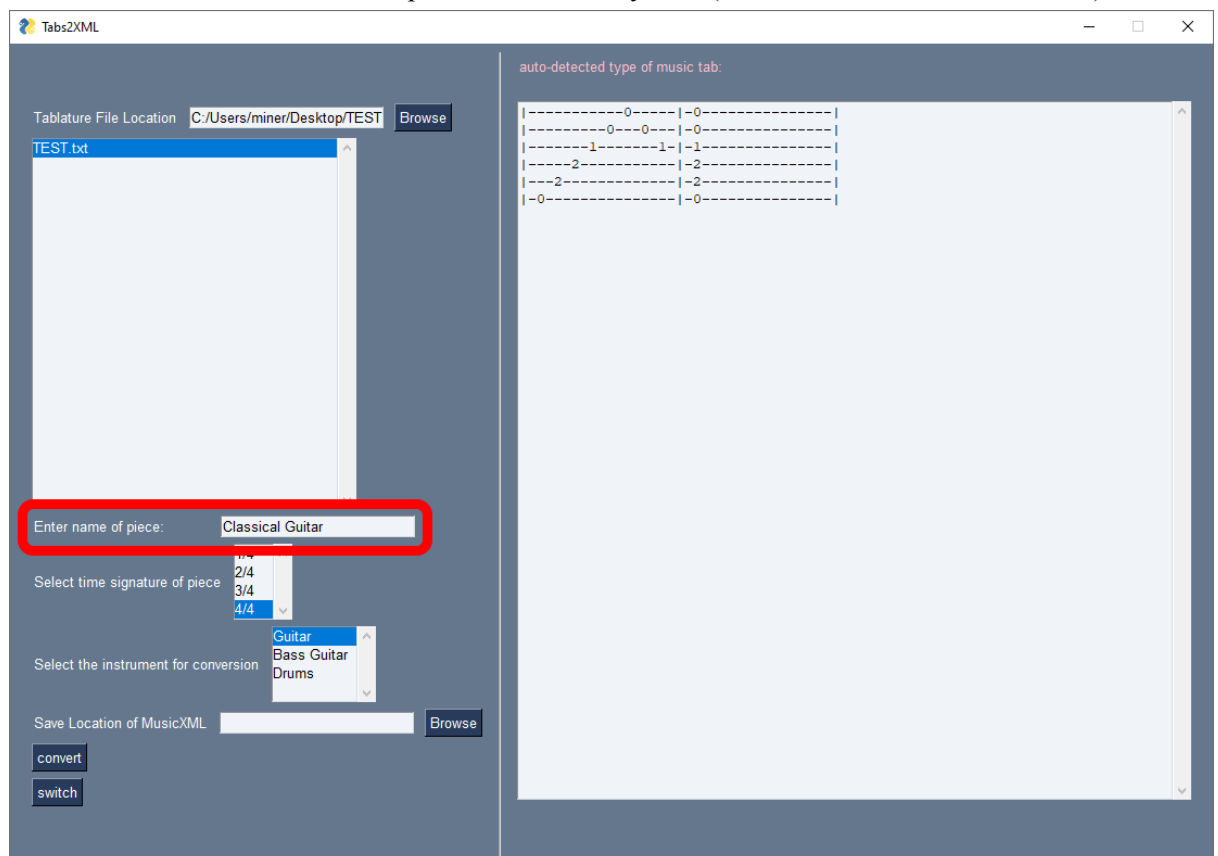 Tabs2XML
auto-detected type of music tab:
Tablature File Location C:/Users/miner/Desktop/TEST Browse
TEST.txt
|-----------0-----|-0---------------|
|---------0---0---|-0---------------|
|-------1-------1-|-1---------------|
|-----2-----------|-2---------------|
|---2-------------|-2---------------|
|-0---------------|-0---------------|
Enter name of piece: Classical Guitar
Select time signature of piece
2/4
3/4
4/4
Select the instrument for conversion
Guitar
Bass Guitar
Drums
Save Location of MusicXML Browse
convert
switch